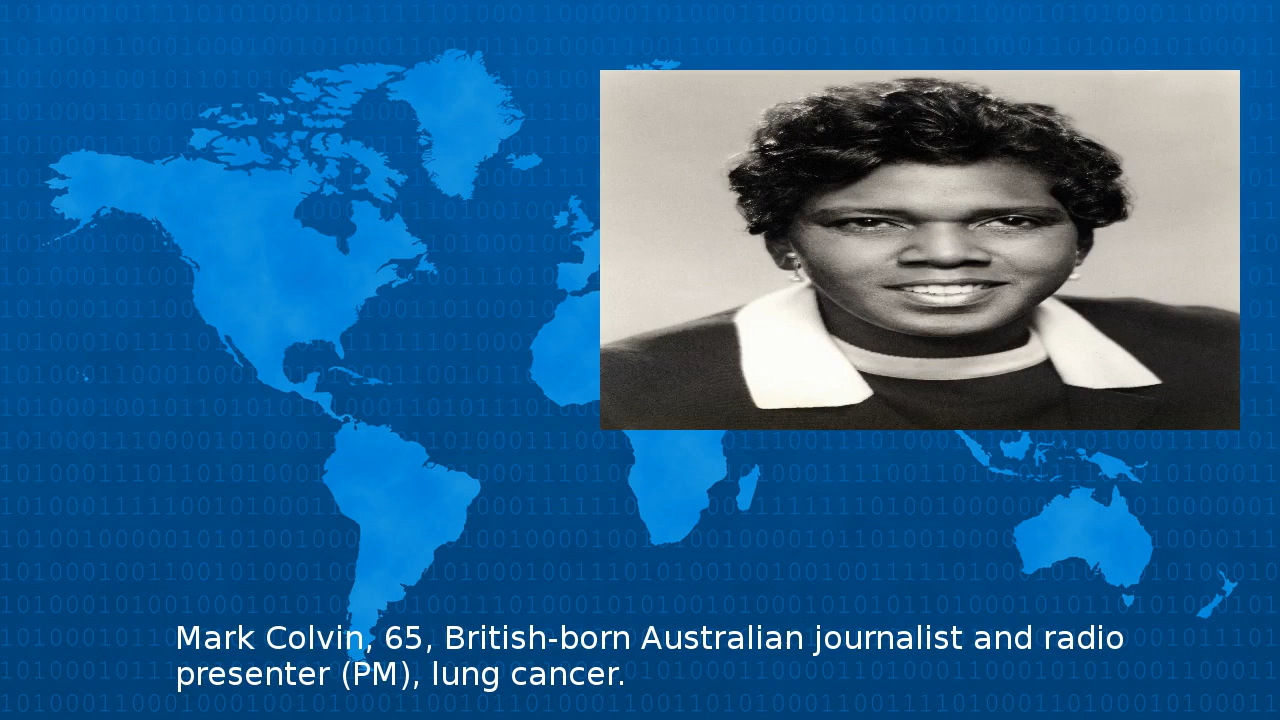 Mark Colvin, 65, British-born Australian journalist and radio
presenter (PM), lung cancer.